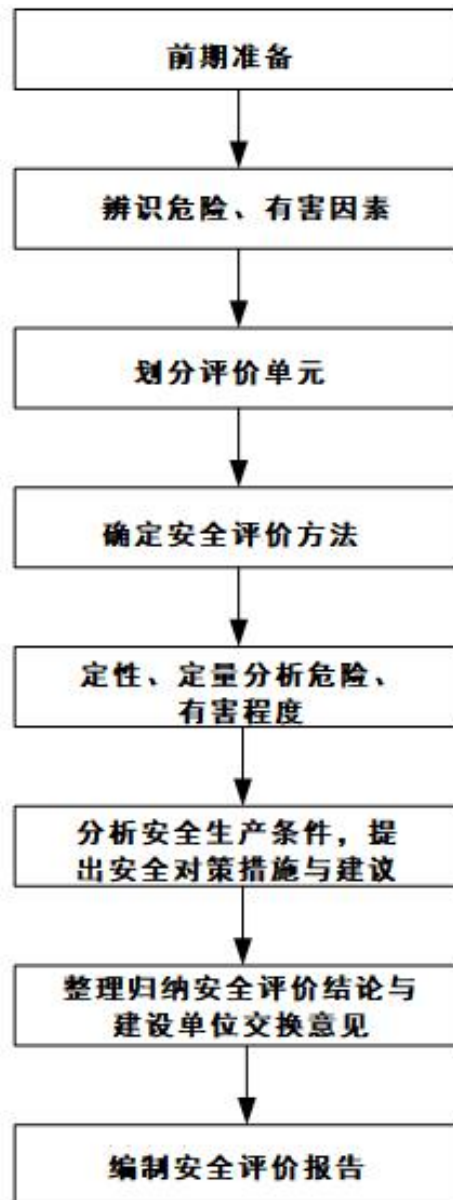 前期准备
辨识危险、有害因素
划分评价单元
确定安全评价方法
定性、定量分析危险、
有害程度
分析安全生产条件，提
出安全对策措施与建议
整理归纳安全评价结论与
建设单位交换意见
编制安全评价报告